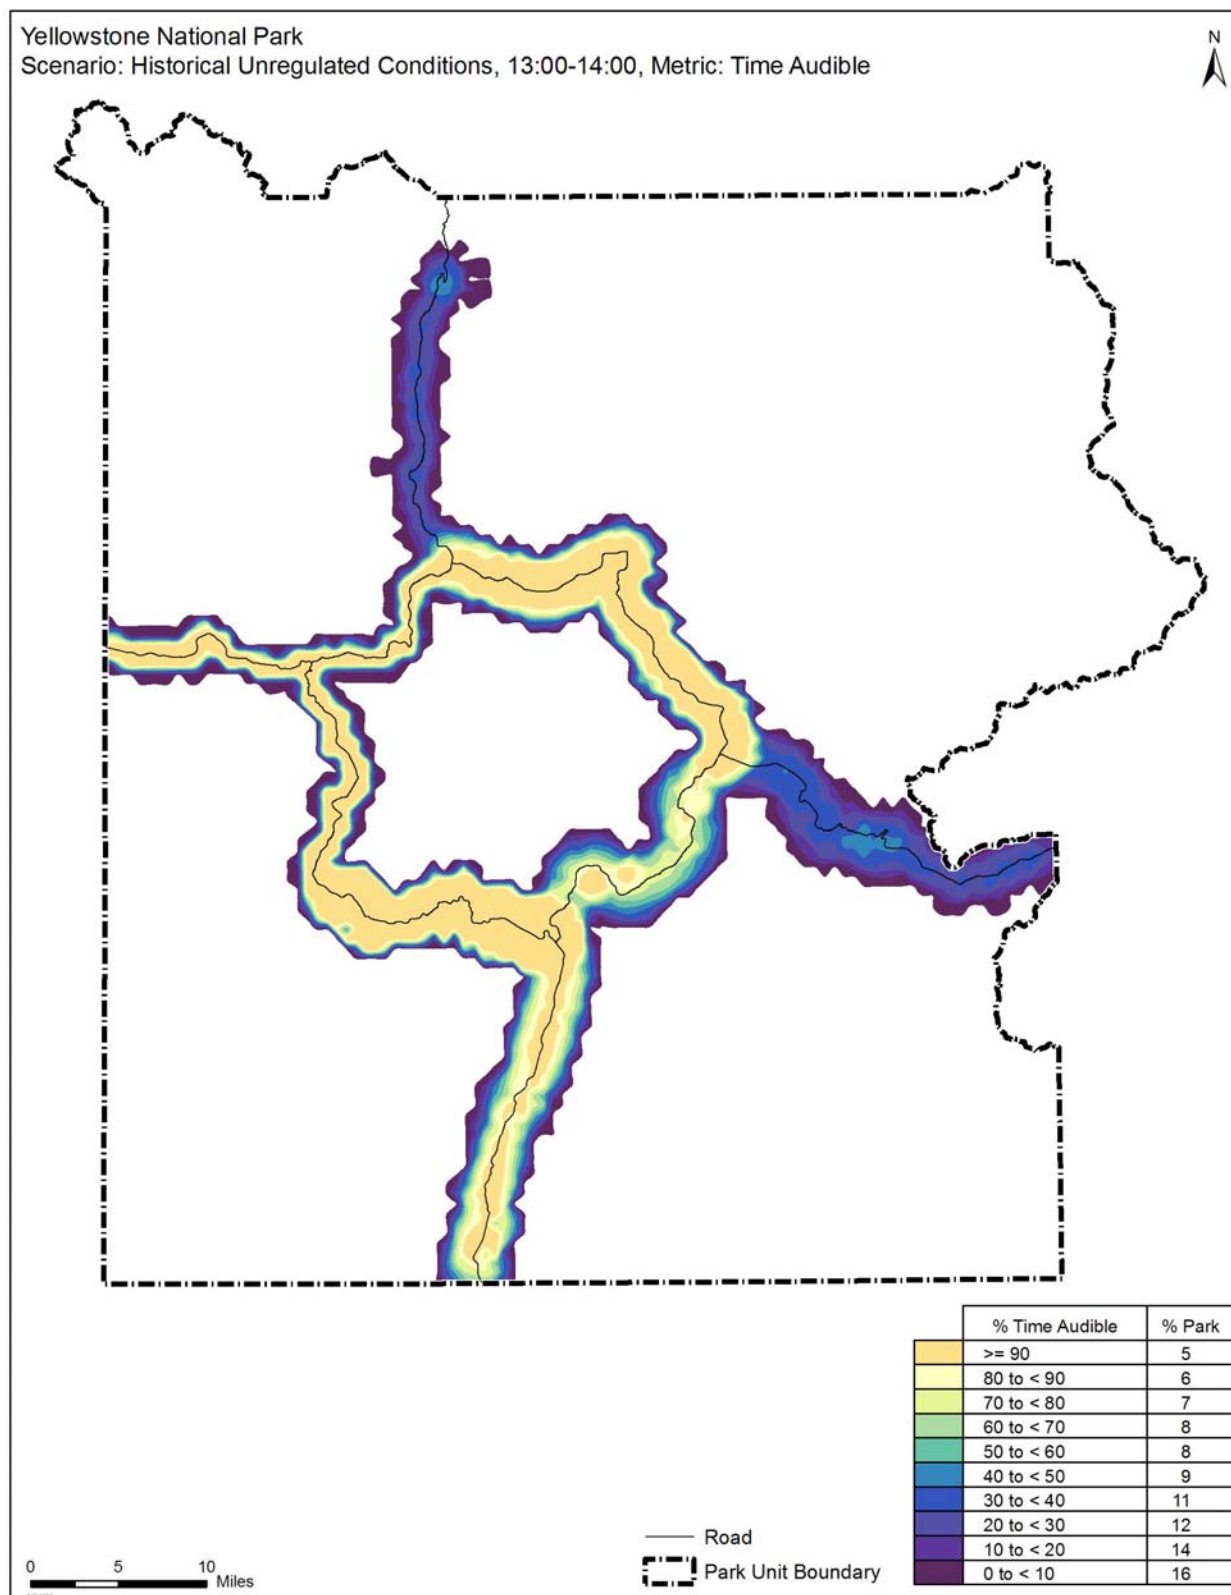 Yellowstone National Park
Scenario: Historical Unregulated Conditions, 13:00-14:00, Metric: Time Audible
N
% Time Audible % Park
>= 90 5
80 to < 90 6
70 to < 80 7
60 to < 70 8
50 to < 60 8
40 to < 50 9
30 to < 40 11
20 to < 30 12
10 to < 20 14
0 to < 10 16
Road
Park Unit Boundary
0 5 10
Miles